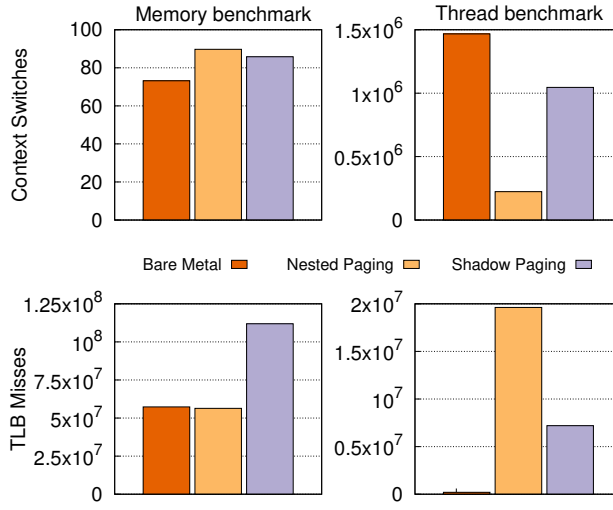 Memory benchmark
Thread benchmark
Context Switches
100
80
60
40
20
0
1.5x10^6
1x10^6
0.5x10^6
0
Bare Metal
Nested Paging
Shadow Paging
TLB Misses
1.25x10^8
10^8
7.5x10^7
5x10^7
2.5x10^7
0
2x10^7
1.5x10^7
10^7
0.5x10^7
0